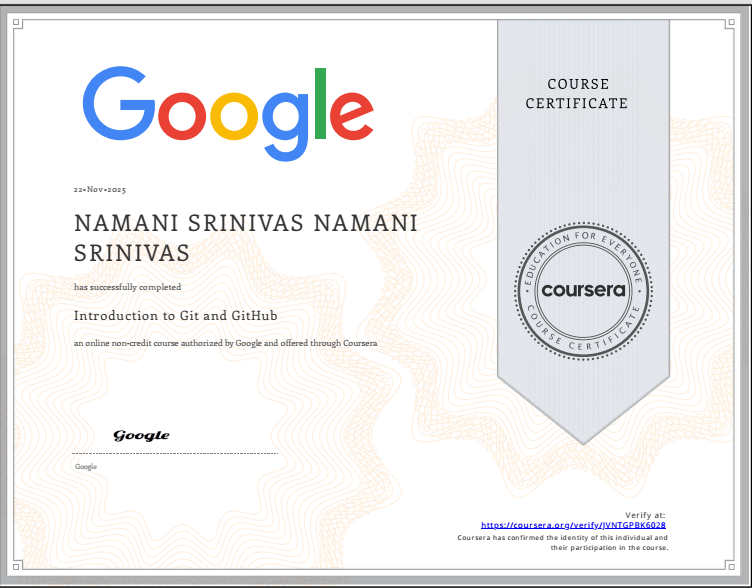 Google
COURSE
CERTIFICATE
22-Nov-2025
NAMANI SRINIVAS NAMANI
SRINIVAS
has successfully completed
Introduction to Git and GitHub
an online non-credit course authorized by Google and offered through Coursera
EDUCATION FOR EVERYONE
coursera
COURSE CERTIFICATE
Google
Google
Verify at:
https://coursera.org/verify/JVNTGPBK6028
Coursera has confirmed the identity of this individual and
their participation in the course.